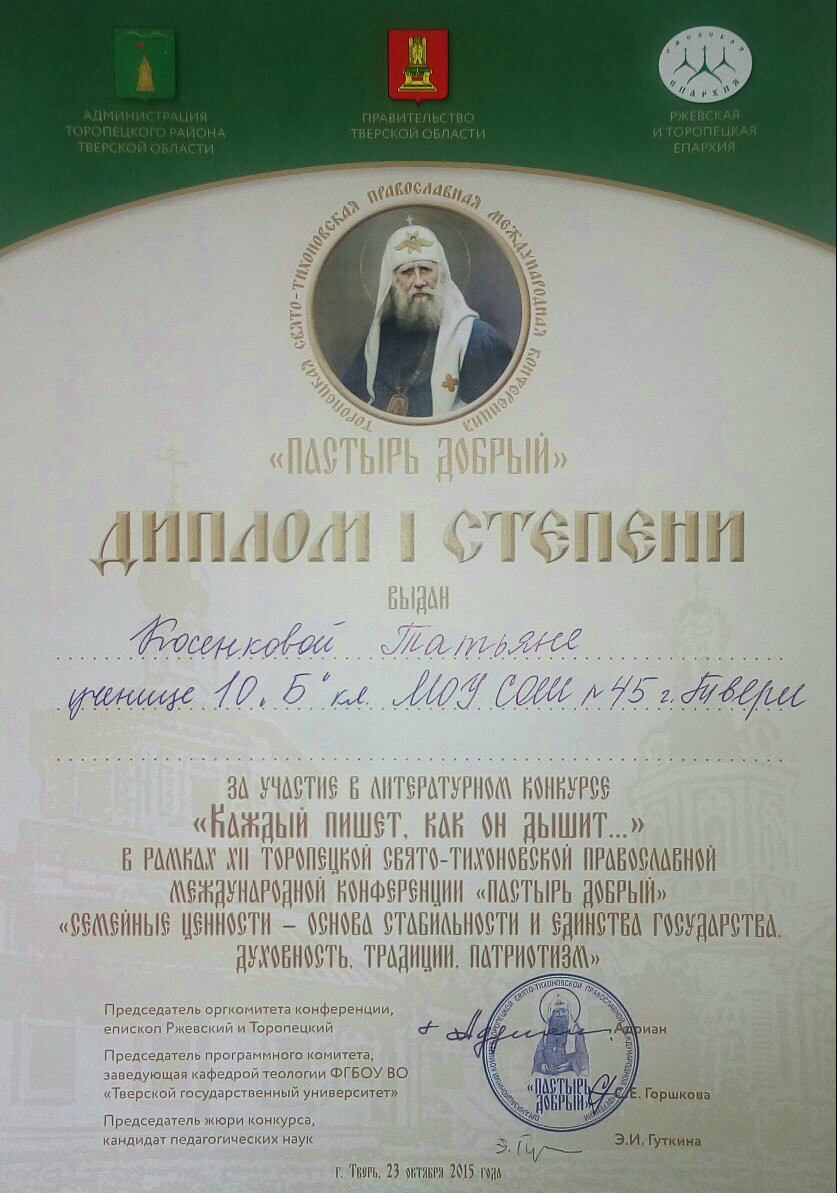 АДМИНИСТРАЦИЯ
ТОРОПЕЦКОГО РАЙОНА
ТВЕРСКОЙ ОБЛАСТИ
ПРАВИТЕЛЬСТВО
ТВЕРСКОЙ ОБЛАСТИ
РЖЕВСКАЯ ЕПАРХИЯ
РЖЕВСКАЯ
И ТОРОПЕЦКАЯ
ЕПАРХИЯ
ТОРОПЕЦКАЯ СВЯТО-ТИХОНОВСКАЯ ПРАВОСЛАВНАЯ МЕЖДУНАРОДНАЯ КОНФЕРЕНЦИЯ
«ПАСТЫРЬ ДОБРЫЙ»
ДИПЛОМ I СТЕПЕНИ
ВЫДАН
Косенковой Татьяне
ученице 10 „Б“ кл. МОУ СОШ №45 г. Твери
ЗА УЧАСТИЕ В ЛИТЕРАТУРНОМ КОНКУРСЕ
«КАЖДЫЙ ПИШЕТ, КАК ОН ДЫШИТ...»
В РАМКАХ XII ТОРОПЕЦКОЙ СВЯТО-ТИХОНОВСКОЙ ПРАВОСЛАВНОЙ
МЕЖДУНАРОДНОЙ КОНФЕРЕНЦИИ «ПАСТЫРЬ ДОБРЫЙ»
«СЕМЕЙНЫЕ ЦЕННОСТИ – ОСНОВА СТАБИЛЬНОСТИ И ЕДИНСТВА ГОСУДАРСТВА.
ДУХОВНОСТЬ, ТРАДИЦИИ, ПАТРИОТИЗМ»
Председатель оргкомитета конференции,
епископ Ржевский и Торопецкий Адриан
Председатель программного комитета,
заведующая кафедрой теологии ФГБОУ ВО
«Тверской государственный университет» С.Е. Горшкова
Председатель жюри конкурса,
кандидат педагогических наук Э.И. Гуткина
«ПАСТЫРЬ
ДОБРЫЙ»
г. Тверь, 23 октября 2015 года